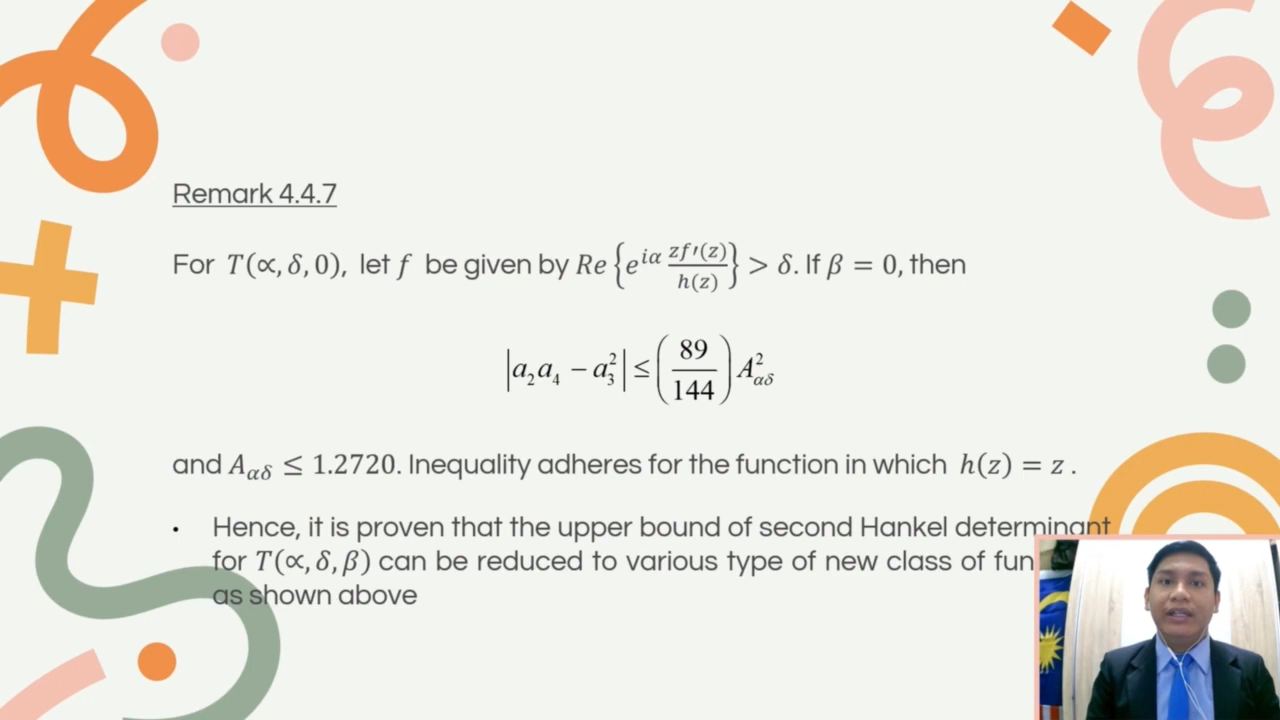 Remark 4.4.7
For T(∝, δ, 0), let f be given by Re {e^{iα} zf′(z)/h(z)} > δ. If β = 0, then
|a₂a₄ − a₃²| ≤ (89/144) A²_{αδ}
and A_{αδ} ≤ 1.2720. Inequality adheres for the function in which h(z) = z .
• Hence, it is proven that the upper bound of second Hankel determinant
for T(∝, δ, β) can be reduced to various type of new class of fun
as shown above